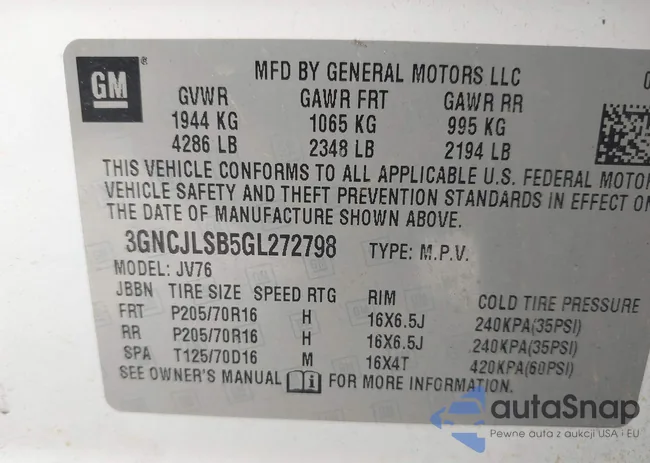 GM ®
MFD BY GENERAL MOTORS LLC
GVWR GAWR FRT GAWR RR
1944 KG 1065 KG 995 KG
4286 LB 2348 LB 2194 LB
THIS VEHICLE CONFORMS TO ALL APPLICABLE U.S. FEDERAL MOTOR
VEHICLE SAFETY AND THEFT PREVENTION STANDARDS IN EFFECT ON
THE DATE OF MANUFACTURE SHOWN ABOVE.
3GNCJLSB5GL272798 TYPE: M.P.V.
MODEL: JV76
JBBN TIRE SIZE SPEED RTG RIM COLD TIRE PRESSURE
FRT P205/70R16 H 16X6.5J 240KPA(35PSI)
RR P205/70R16 H 16X6.5J 240KPA(35PSI)
SPA T125/70D16 M 16X4T 420KPA(60PSI)
SEE OWNER'S MANUAL i FOR MORE INFORMATION.
autaSnap
Pewne auta z aukcji USA • EU